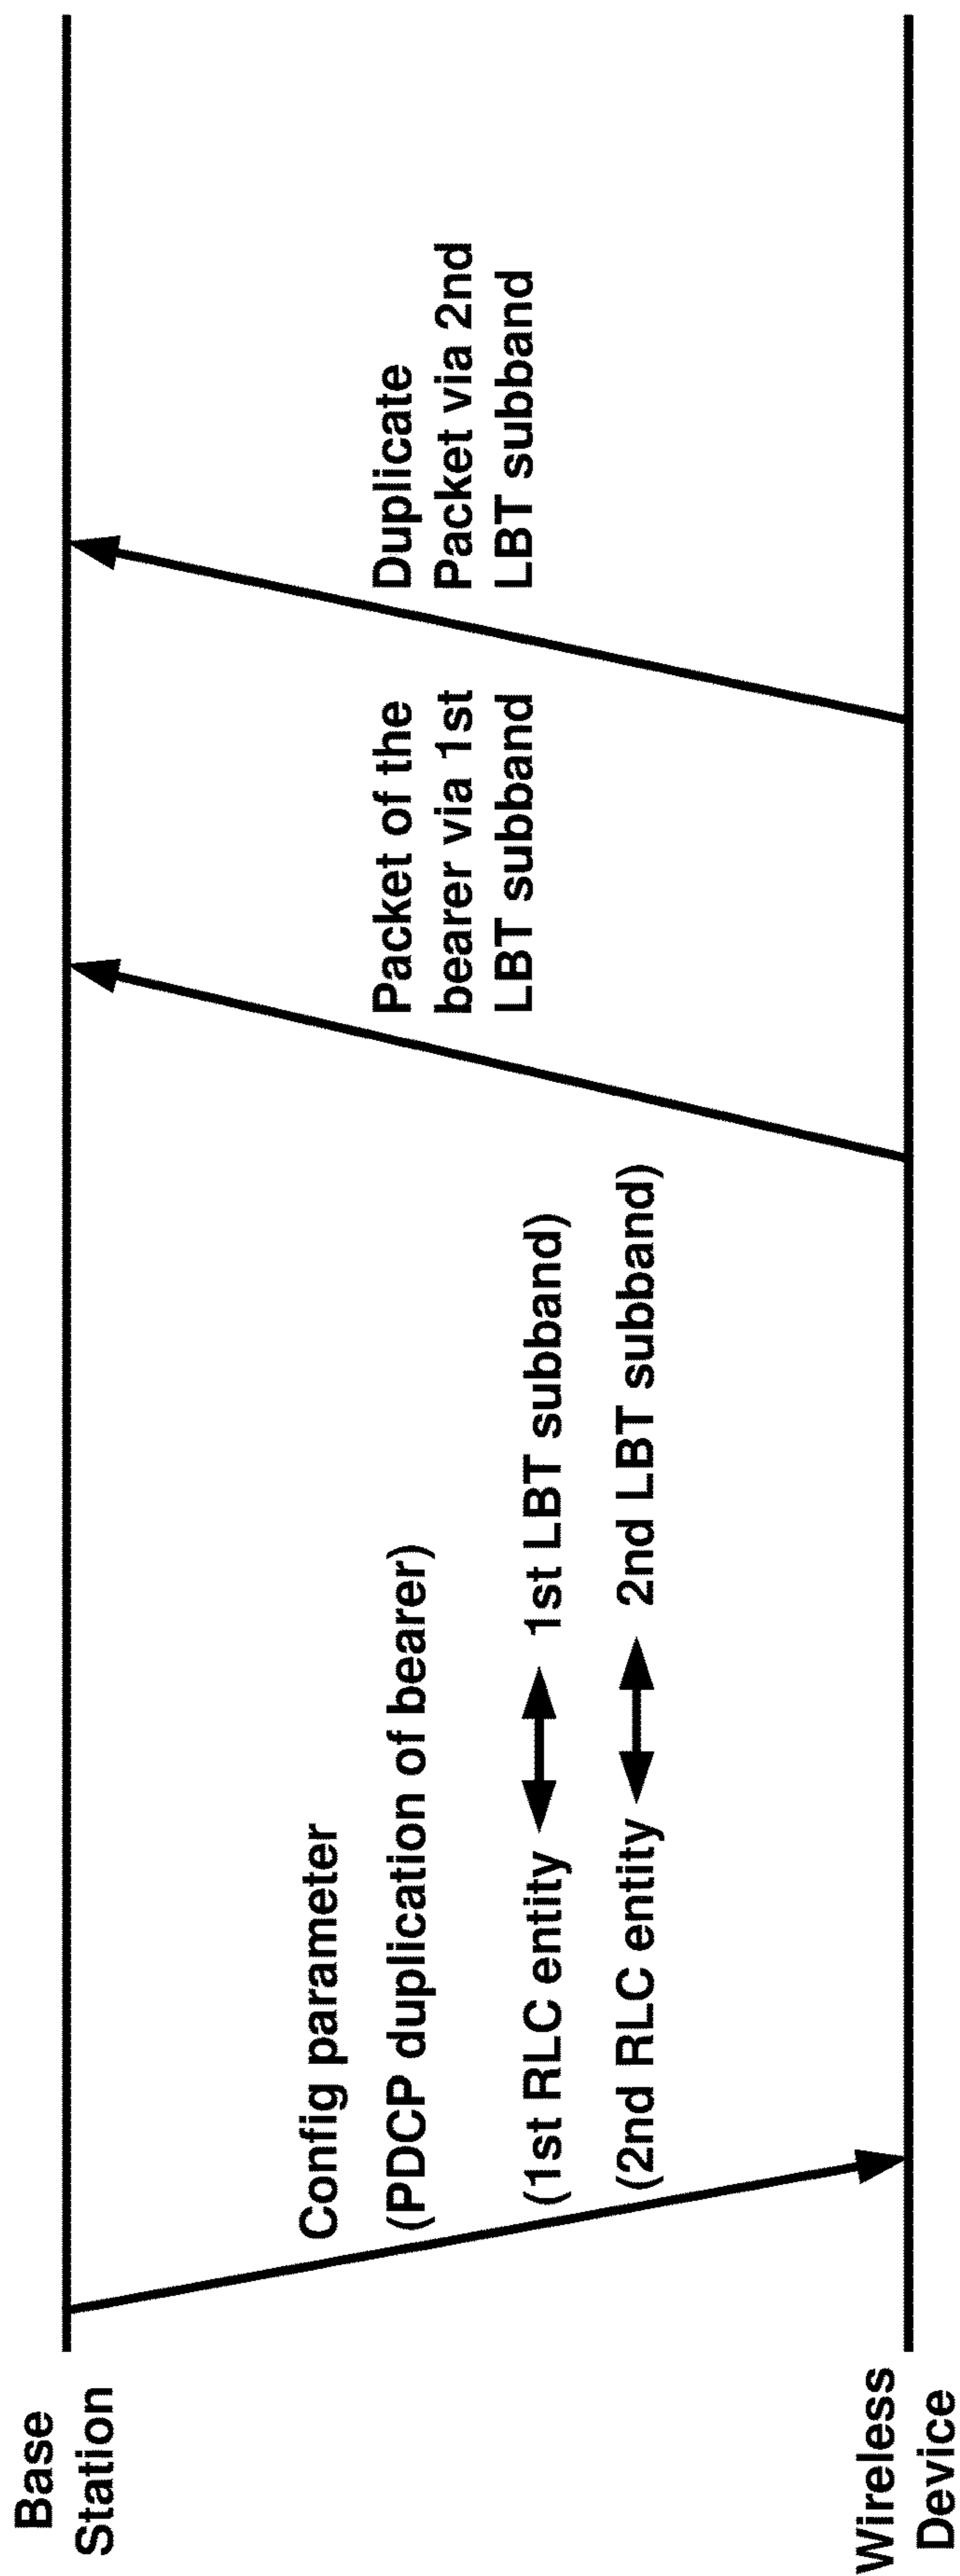 Base
Station
Config parameter
(PDCP duplication of bearer)
(1st RLC entity 1st LBT subband)
(2nd RLC entity 2nd LBT subband)
Packet of the
bearer via 1st
LBT subband
Duplicate
Packet via 2nd
LBT subband
Wireless
Device